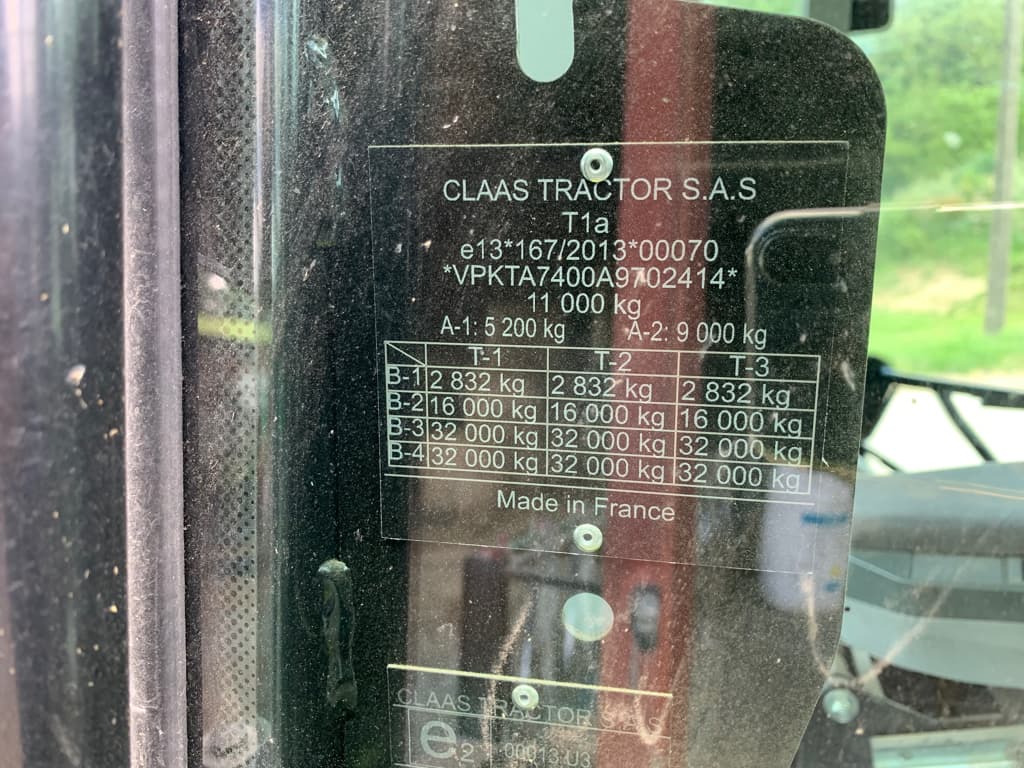 CLAAS TRACTOR S.A.S
T1a
e13*167/2013*00070
*VPKTA7400A9702414*
11 000 kg
A-1: 5 200 kg A-2: 9 000 kg
T-1 T-2 T-3
B-1 2 832 kg 2 832 kg 2 832 kg
B-2 16 000 kg 16 000 kg 16 000 kg
B-3 32 000 kg 32 000 kg 32 000 kg
B-4 32 000 kg 32 000 kg 32 000 kg
Made in France
CLAAS TRACTOR S.A.S
e2 00013 U3